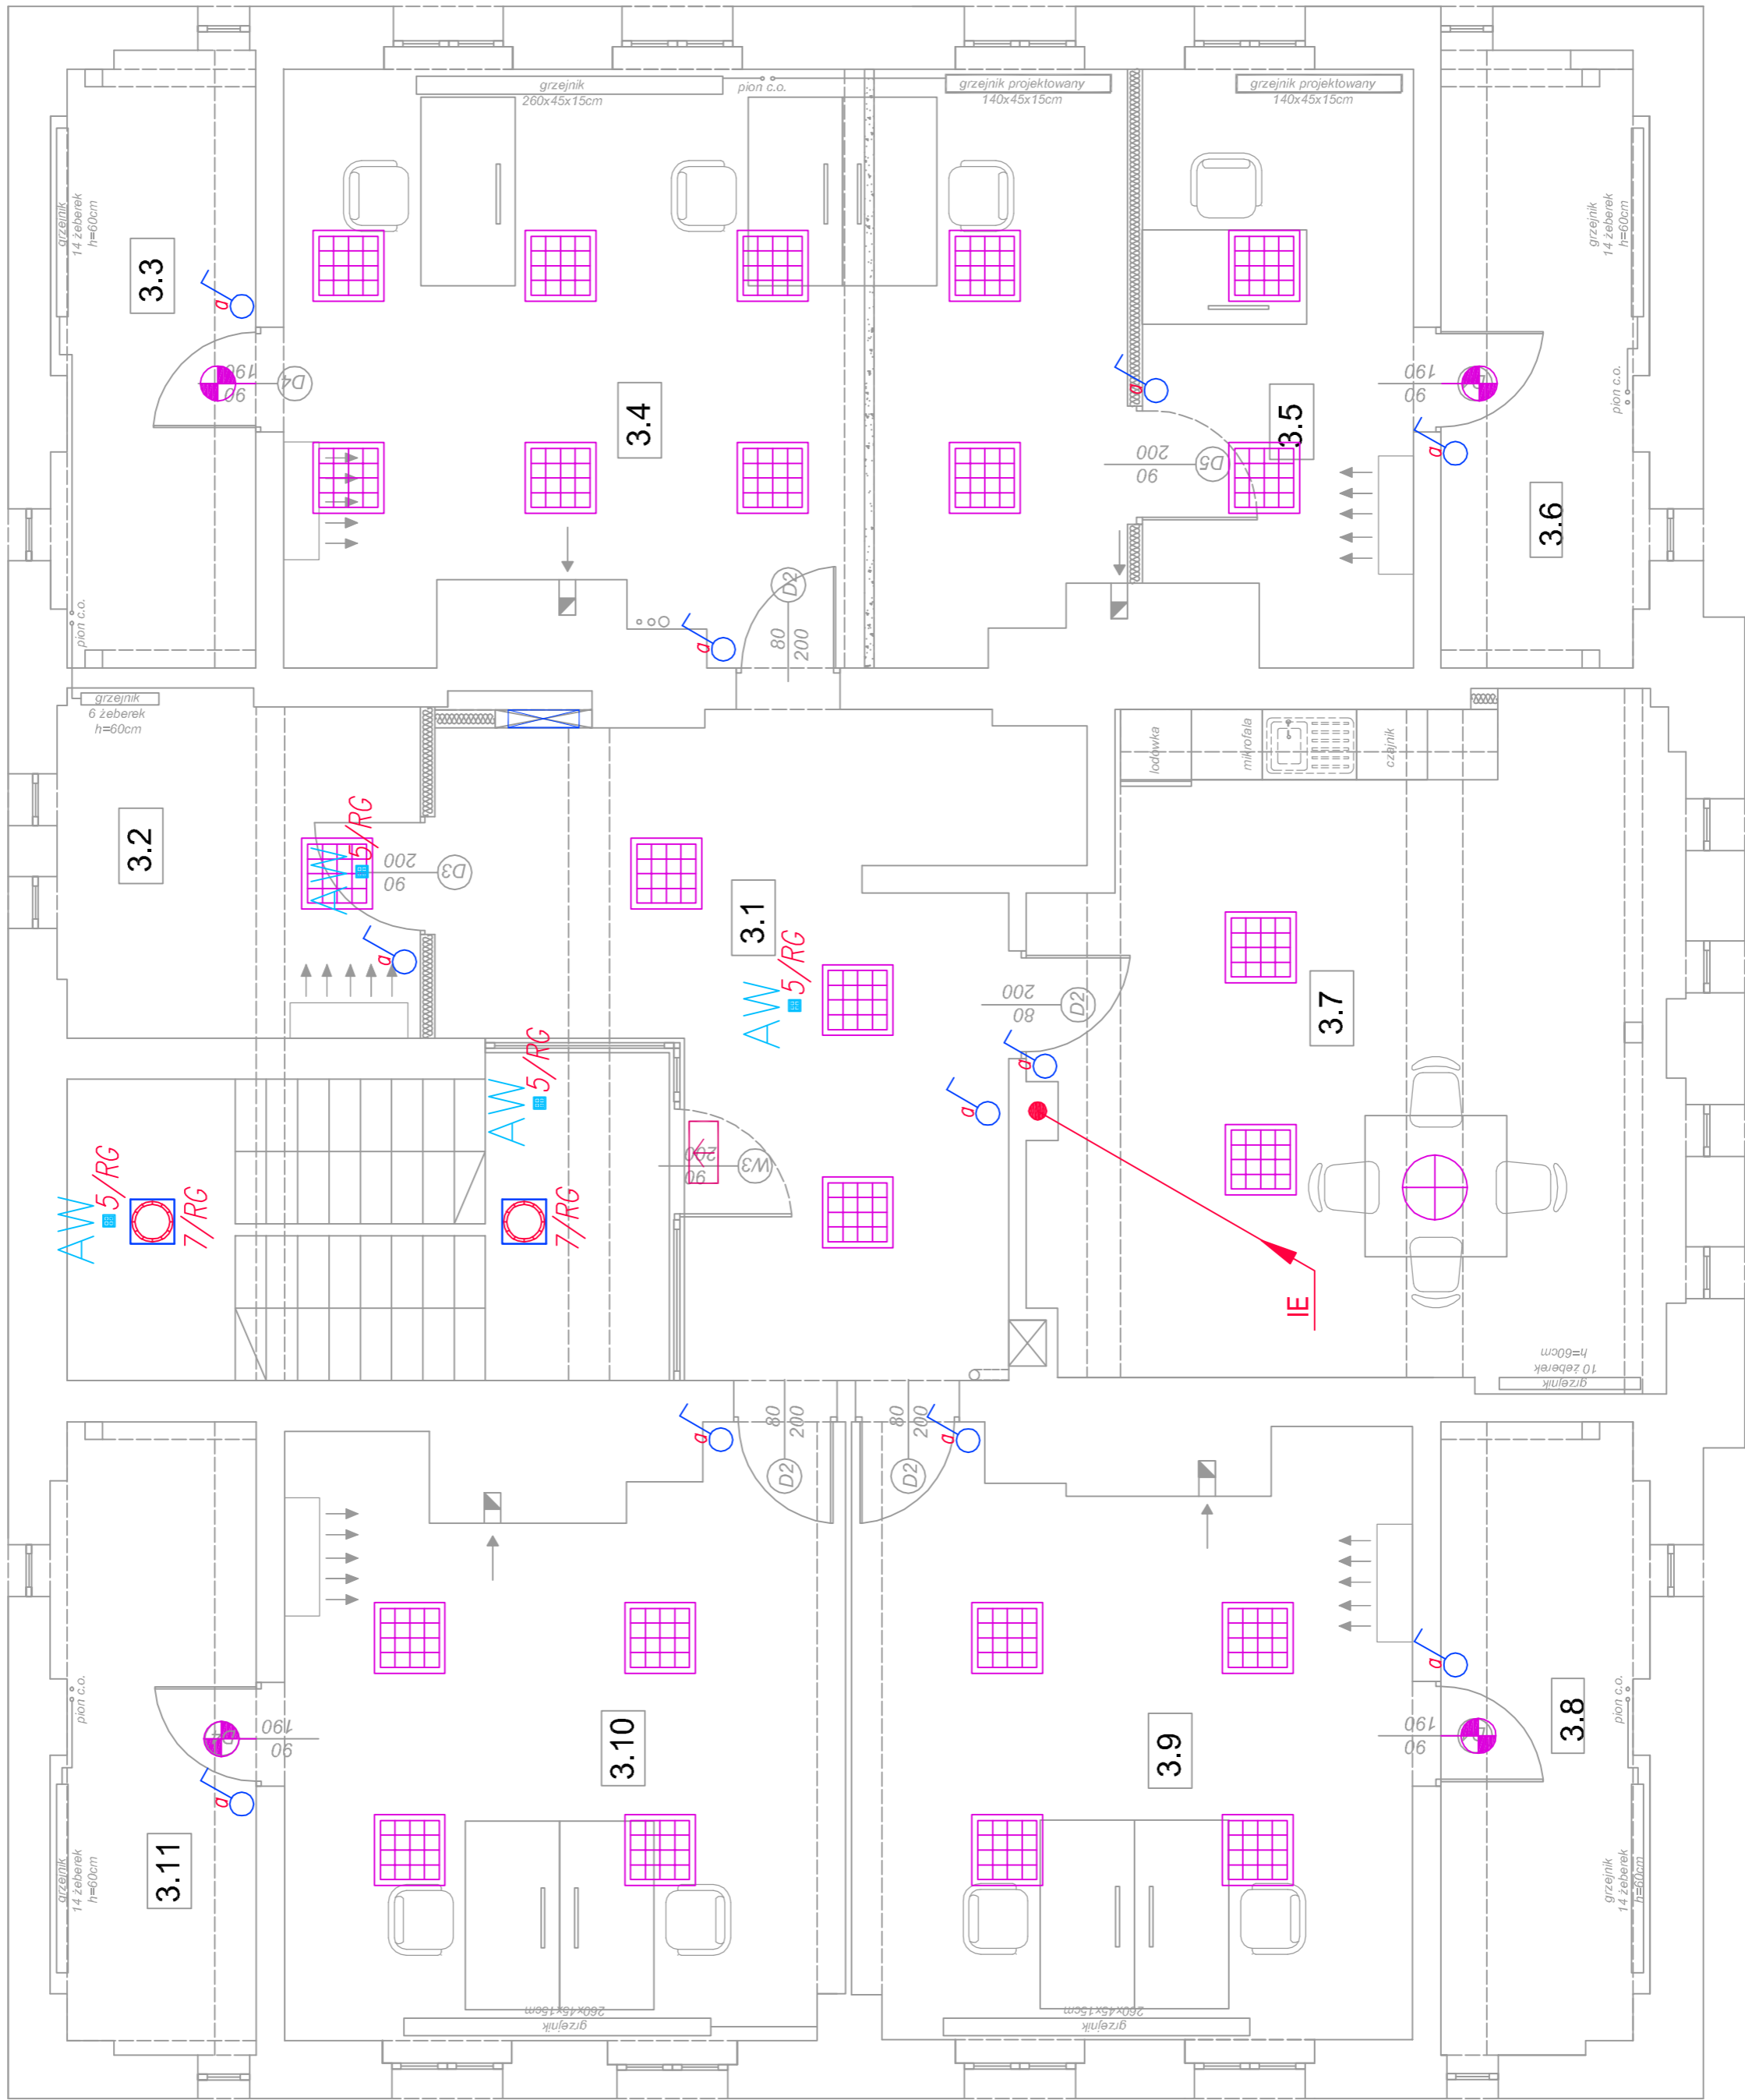 grzejnik
260x45x15cm
pion c.o.
grzejnik projektowany
140x45x15cm
grzejnik projektowany
140x45x15cm
grzejnik
14 żeberek
h=60cm
3.3
a
90
190
D4
3.4
a
90
200
D5
3.5
90
190
a
grzejnik
14 żeberek
h=60cm
pion c.o.
3.6
pion c.o.
a
80
200
D2
grzejnik
6 żeberek
h=60cm
3.2
AW
5/RG
90
200
D3
a
lodówka
mikrofala
czajnik
3.1
AW
5/RG
80
200
D2
a
a
3.7
AW
5/RG
7/RG
AW
5/RG
7/RG
90
200
W3
IE
grzejnik
10 żeberek
h=60cm
a
80
200
D2
a
80
200
D2
pion c.o.
D4
90
190
a
3.11
grzejnik
14 żeberek
h=60cm
3.10
grzejnik
260x45x15cm
3.9
grzejnik
260x45x15cm
a
90
190
3.8
pion c.o.
grzejnik
14 żeberek
h=60cm